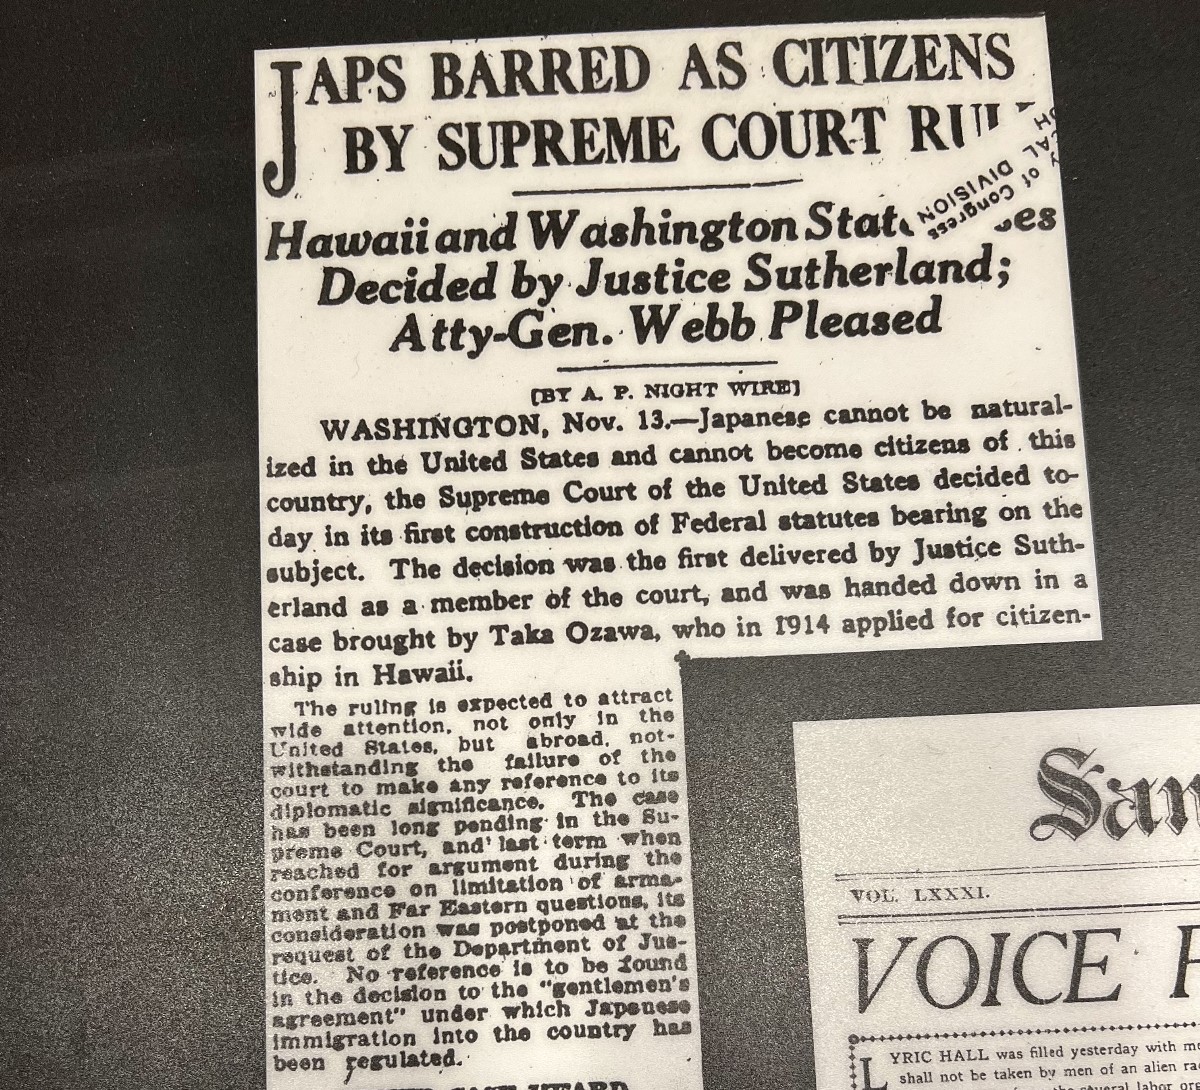 JAPS BARRED AS CITIZENS
BY SUPREME COURT
Hawaii and Washington
Decided by Justice Sutherland;
Atty-Gen. Webb Pleased
[BY A. P. NIGHT WIRE]
WASHINGTON, Nov. 13.—Japanese cannot be natural-
ized in the United States and cannot become citizens of this
country, the Supreme Court of the United States decided to-
day in its first construction of Federal statutes bearing on the
subject. The decision was the first delivered by Justice Suth-
erland as a member of the court, and was handed down in a
case brought by Taka Ozawa, who in 1914 applied for citizen-
ship in Hawaii.
The ruling is expected to attract
wide attention, not only in the
United States, but abroad, not-
withstanding the failure of the
court to make any reference to its
diplomatic significance. The case
has been long pending in the Su-
preme Court, and last term when
reached for argument during the
conference on limitation of arma-
ment and Far Eastern questions, its
consideration was postponed at the
request of the Department of Jus-
tice. No reference is to be found
in the decision to the "gentlemen's
agreement" under which Japanese
immigration into the country has
been regulated.
of Congress
DIVISION
San
VOL. LXXXI.
VOICE
LYRIC HALL was filled yesterday with
shall not be taken by men of an alien
the several labor